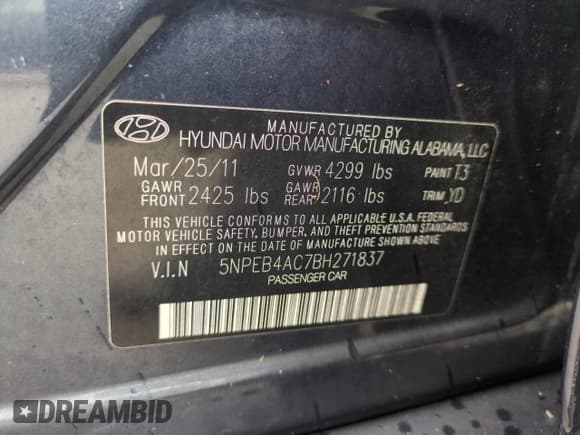 MANUFACTURED BY
HYUNDAI MOTOR MANUFACTURING ALABAMA, LLC
Mar/25/11 GVWR 4299 lbs PAINT T3
GAWR FRONT 2425 lbs GAWR REAR 2116 lbs TRIM YD
THIS VEHICLE CONFORMS TO ALL APPLICABLE U.S.A. FEDERAL
MOTOR VEHICLE SAFETY, BUMPER, AND THEFT PREVENTION STANDARDS
IN EFFECT ON THE DATE OF MANUFACTURE SHOWN ABOVE.
V.I.N 5NPEB4AC7BH271837
PASSENGER CAR
DREAMBID